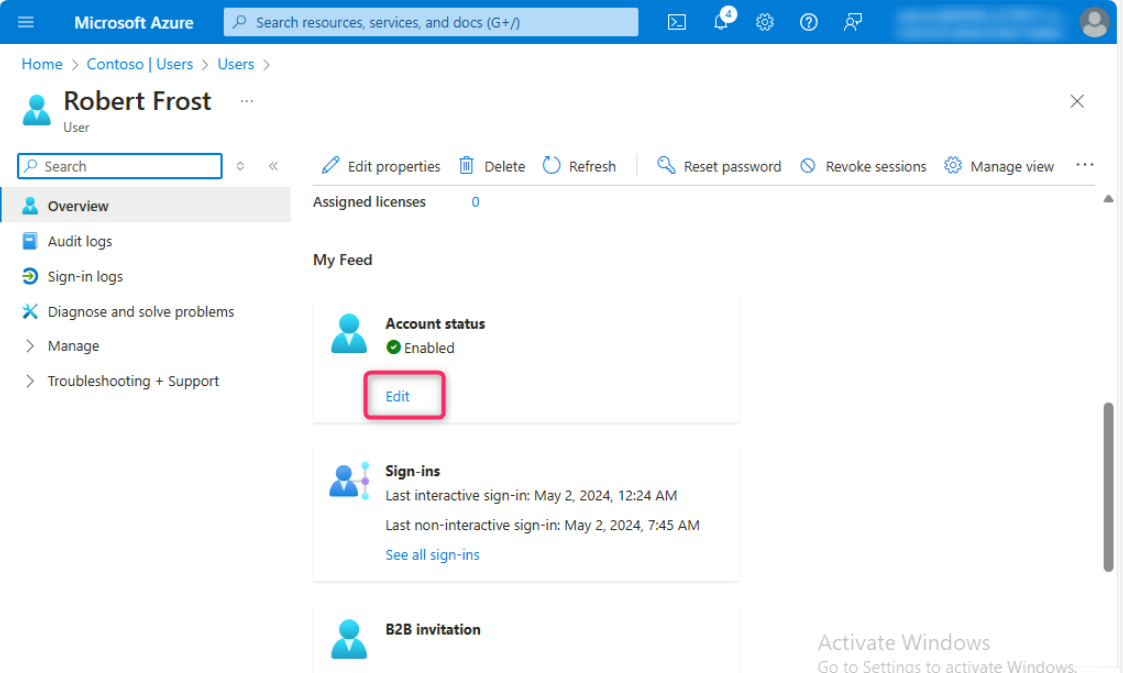 Microsoft Azure
Search resources, services, and docs (G+/)
4
Home > Contoso | Users > Users >
Robert Frost ...
User
Search
Overview
Audit logs
Sign-in logs
Diagnose and solve problems
Manage
Troubleshooting + Support
Edit properties Delete Refresh Reset password Revoke sessions Manage view ...
Assigned licenses 0
My Feed
Account status
Enabled
Edit
Sign-ins
Last interactive sign-in: May 2, 2024, 12:24 AM
Last non-interactive sign-in: May 2, 2024, 7:45 AM
See all sign-ins
B2B invitation
Activate Windows
Go to Settings to activate Windows.